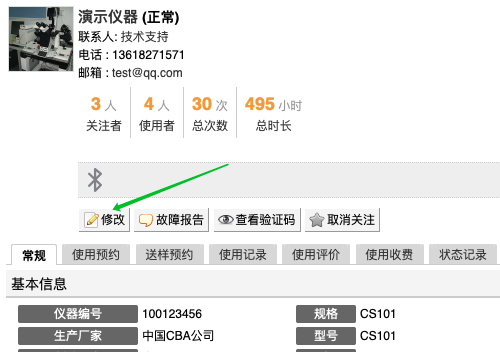 演示仪器 (正常)
联系人: 技术支持
电话 : 13618271571
邮箱 : test@qq.com
3 人 4 人 30 次 495 小时
关注者 使用者 总次数 总时长
修改 故障报告 查看验证码 取消关注
常规 使用预约 送样预约 使用记录 使用评价 使用收费 状态记录
基本信息
仪器编号 100123456 规格 CS101
生产厂家 中国CBA公司 型号 CS101